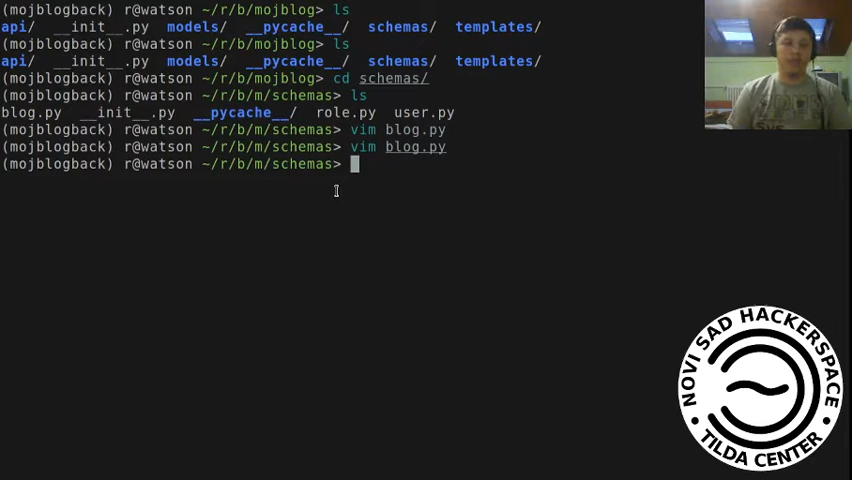 (mojblogback) r@watson ~/r/b/mojblog> ls
api/ __init__.py models/ __pycache__/ schemas/ templates/
(mojblogback) r@watson ~/r/b/mojblog> ls
api/ __init__.py models/ __pycache__/ schemas/ templates/
(mojblogback) r@watson ~/r/b/mojblog> cd schemas/
(mojblogback) r@watson ~/r/b/m/schemas> ls
blog.py __init__.py __pycache__/ role.py user.py
(mojblogback) r@watson ~/r/b/m/schemas> vim blog.py
(mojblogback) r@watson ~/r/b/m/schemas> vim blog.py
(mojblogback) r@watson ~/r/b/m/schemas>
NOVI SAD HACKERSPACE
• TILDA CENTER •